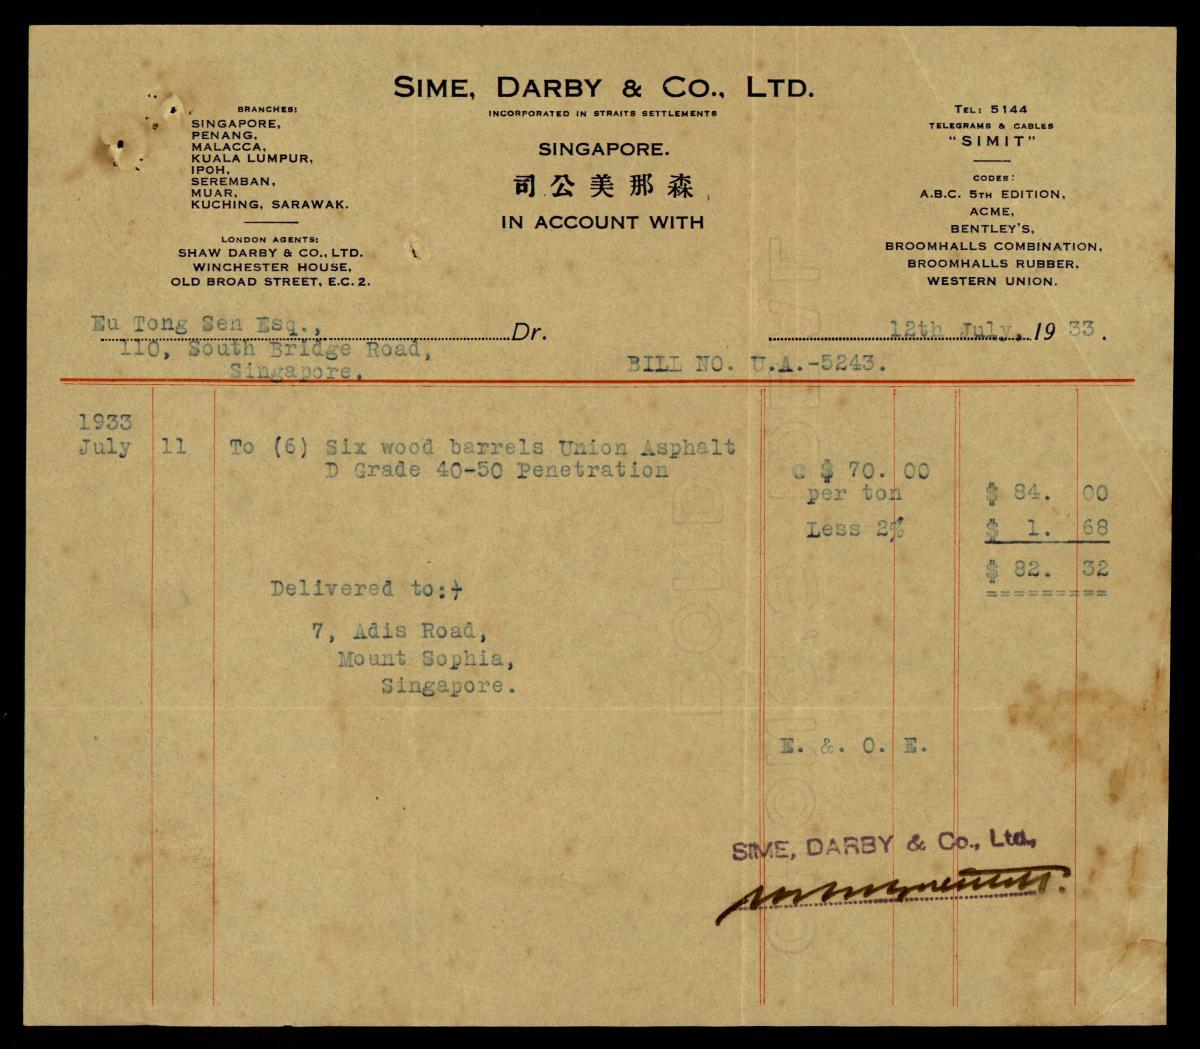 SIME, DARBY & CO., LTD.
INCORPORATED IN STRAITS SETTLEMENTS
SINGAPORE.
司公美那森
IN ACCOUNT WITH
BRANCHES:
SINGAPORE,
PENANG,
MALACCA,
KUALA LUMPUR,
IPOH,
SEREMBAN,
MUAR,
KUCHING, SARAWAK.
LONDON AGENTS:
SHAW DARBY & CO., LTD.
WINCHESTER HOUSE,
OLD BROAD STREET, E.C. 2.
TEL: 5144
TELEGRAMS & CABLES
"SIMIT"
CODES:
A.B.C. 5TH EDITION,
ACME,
BENTLEY'S,
BROOMHALLS COMBINATION,
BROOMHALLS RUBBER,
WESTERN UNION.
Eu Tong Sen Esq., Dr. 12th July, 1933.
110, South Bridge Road,
Singapore.
BILL NO. U.A.-5243.
1933
July 11 To (6) Six wood barrels Union Asphalt
D Grade 40-50 Penetration @ $ 70. 00
per ton $ 84. 00
Less 2% $ 1. 68
$ 82. 32
Delivered to:-
7, Adis Road,
Mount Sophia,
Singapore.
E. &. O. E.
SIME, DARBY & Co., Ltd.,